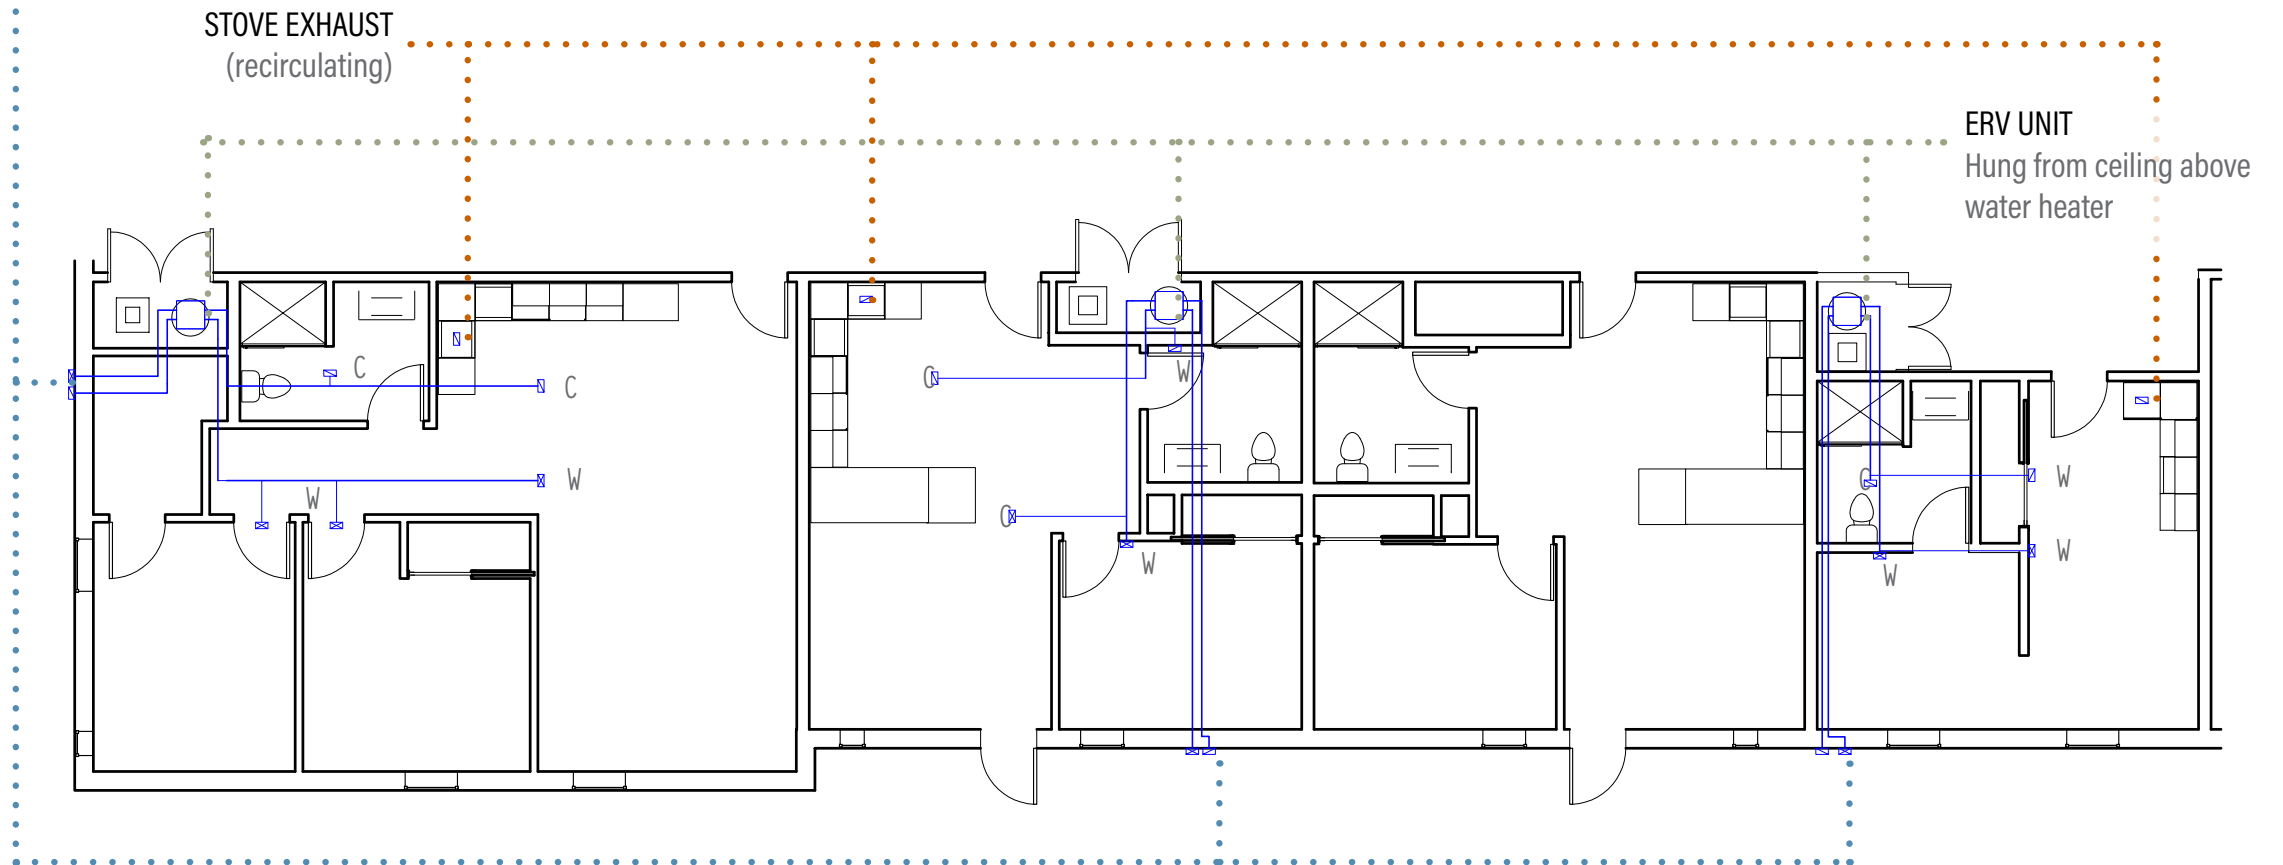 STOVE EXHAUST
(recirculating)
ERV UNIT
Hung from ceiling above
water heater
C
C
W
W
C
W
C
W
C
W
W
W